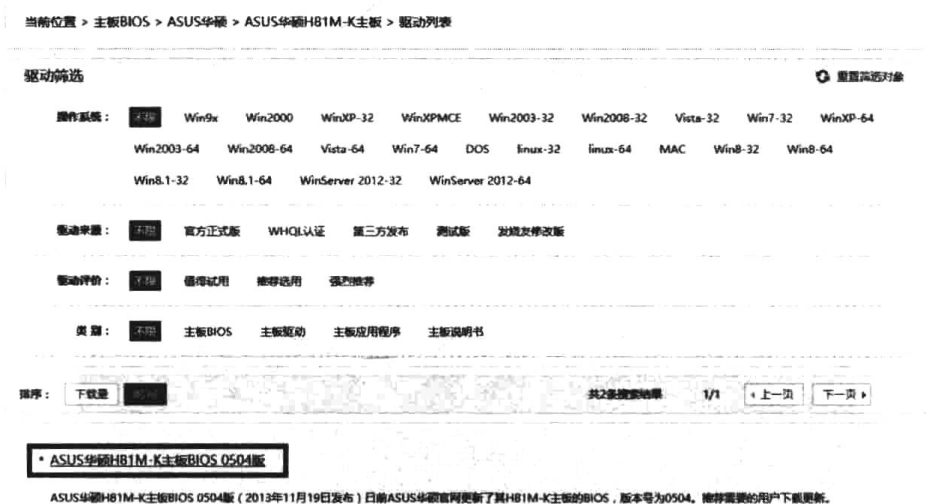 当前位置 > 主板BIOS > ASUS华硕 > ASUS华硕H81M-K主板 > 驱动列表
驱动筛选 重置筛选对象
操作系统： 不限 Win9x Win2000 WinXP-32 WinXPMCE Win2003-32 Win2008-32 Vista-32 Win7-32 WinXP-64
Win2003-64 Win2008-64 Vista-64 Win7-64 DOS linux-32 linux-64 MAC Win8-32 Win8-64
Win8.1-32 Win8.1-64 WinServer 2012-32 WinServer 2012-64
驱动来源： 不限 官方正式版 WHQL认证 第三方发布 测试版 发烧友修改版
驱动评价： 不限 值得试用 推荐选用 强烈推荐
类别： 不限 主板BIOS 主板驱动 主板应用程序 主板说明书
排序： 下载量 共2条搜索结果 1/1 上一页 下一页
• ASUS华硕H81M-K主板BIOS 0504版
ASUS华硕H81M-K主板BIOS 0504版（2013年11月19日发布）日前ASUS华硕官网更新了其H81M-K主板的BIOS，版本号为0504。推荐需要的用户下载更新。